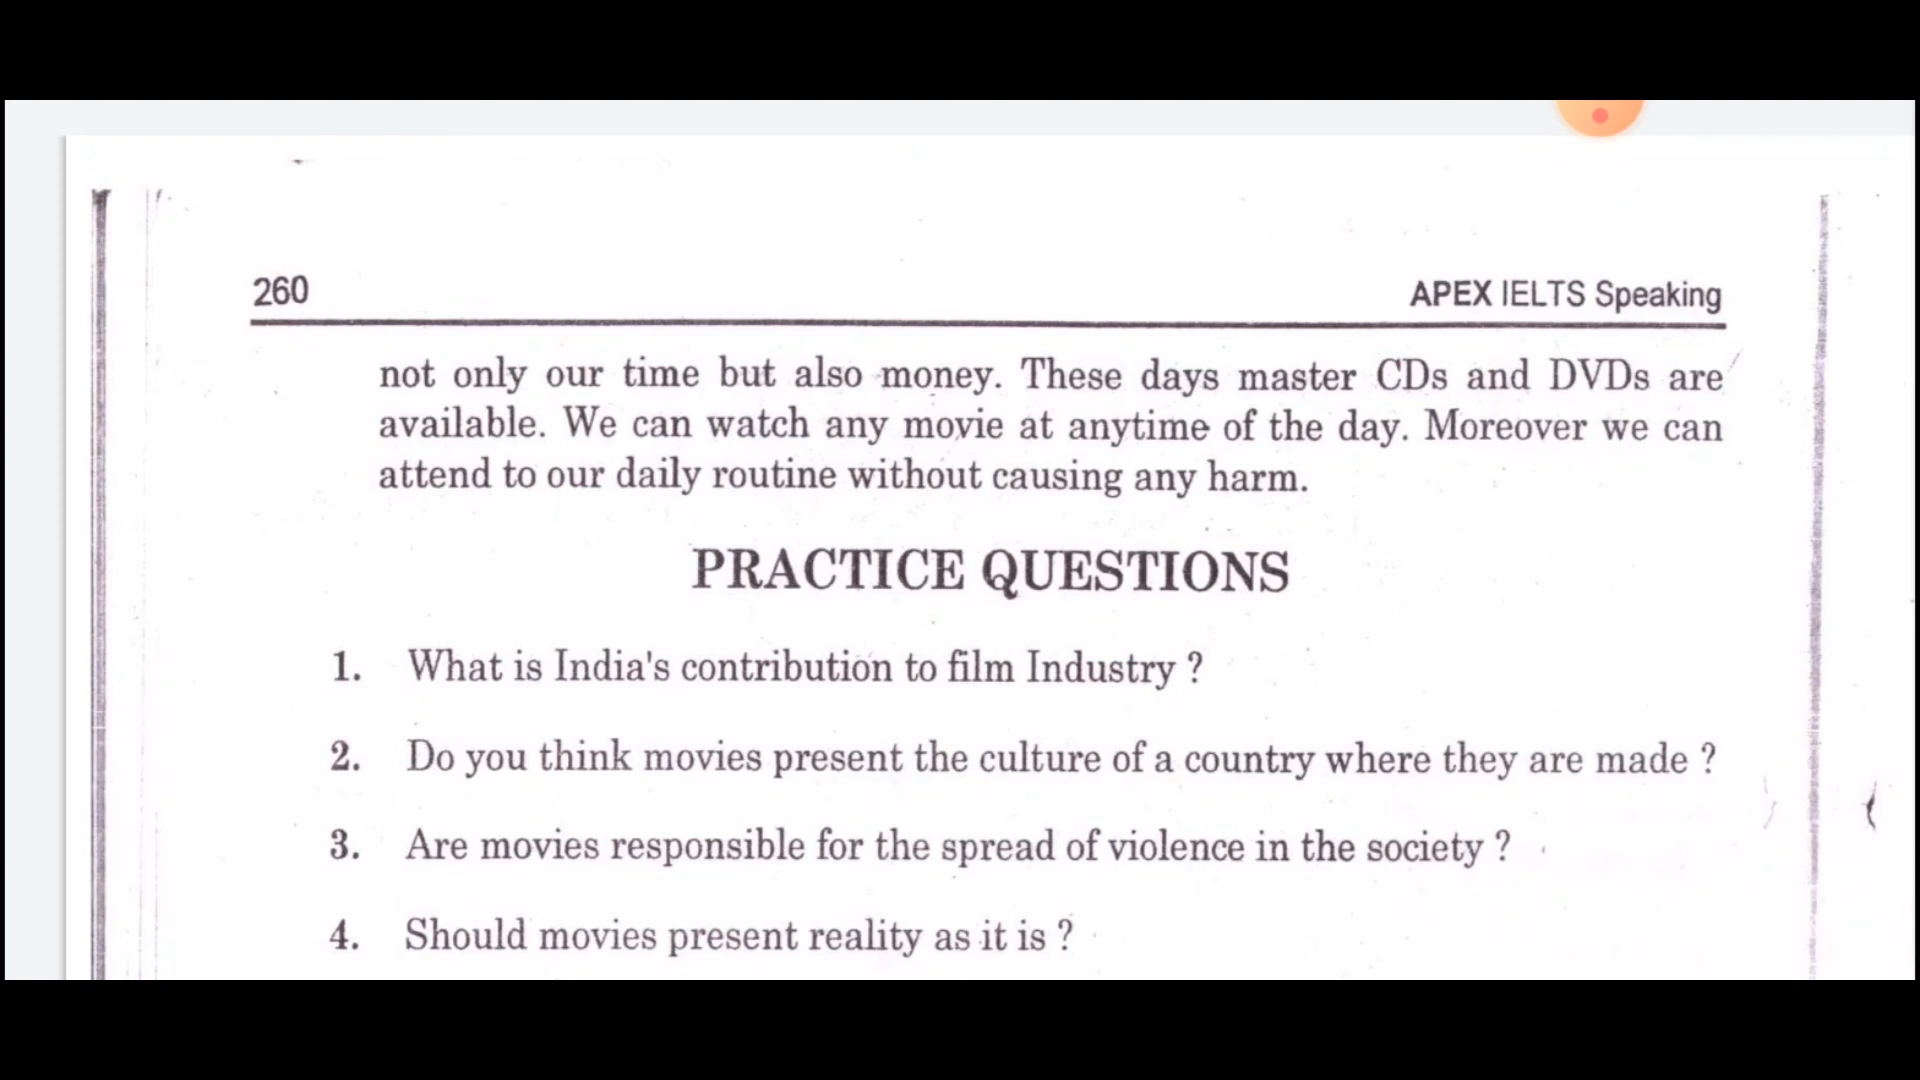 260
APEX IELTS Speaking
not only our time but also money. These days master CDs and DVDs are
available. We can watch any movie at anytime of the day. Moreover we can
attend to our daily routine without causing any harm.
PRACTICE QUESTIONS
1. What is India's contribution to film Industry ?
2. Do you think movies present the culture of a country where they are made ?
3. Are movies responsible for the spread of violence in the society ?
4. Should movies present reality as it is ?